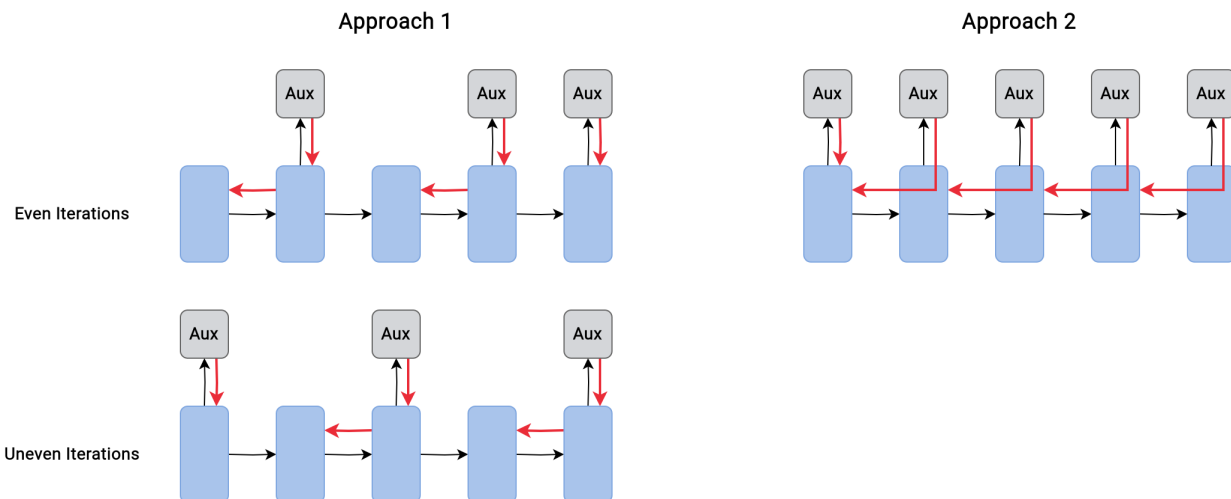 Approach 1
Approach 2
Aux
Aux
Aux
Aux
Aux
Aux
Aux
Aux
Even Iterations
Aux
Aux
Aux
Uneven Iterations